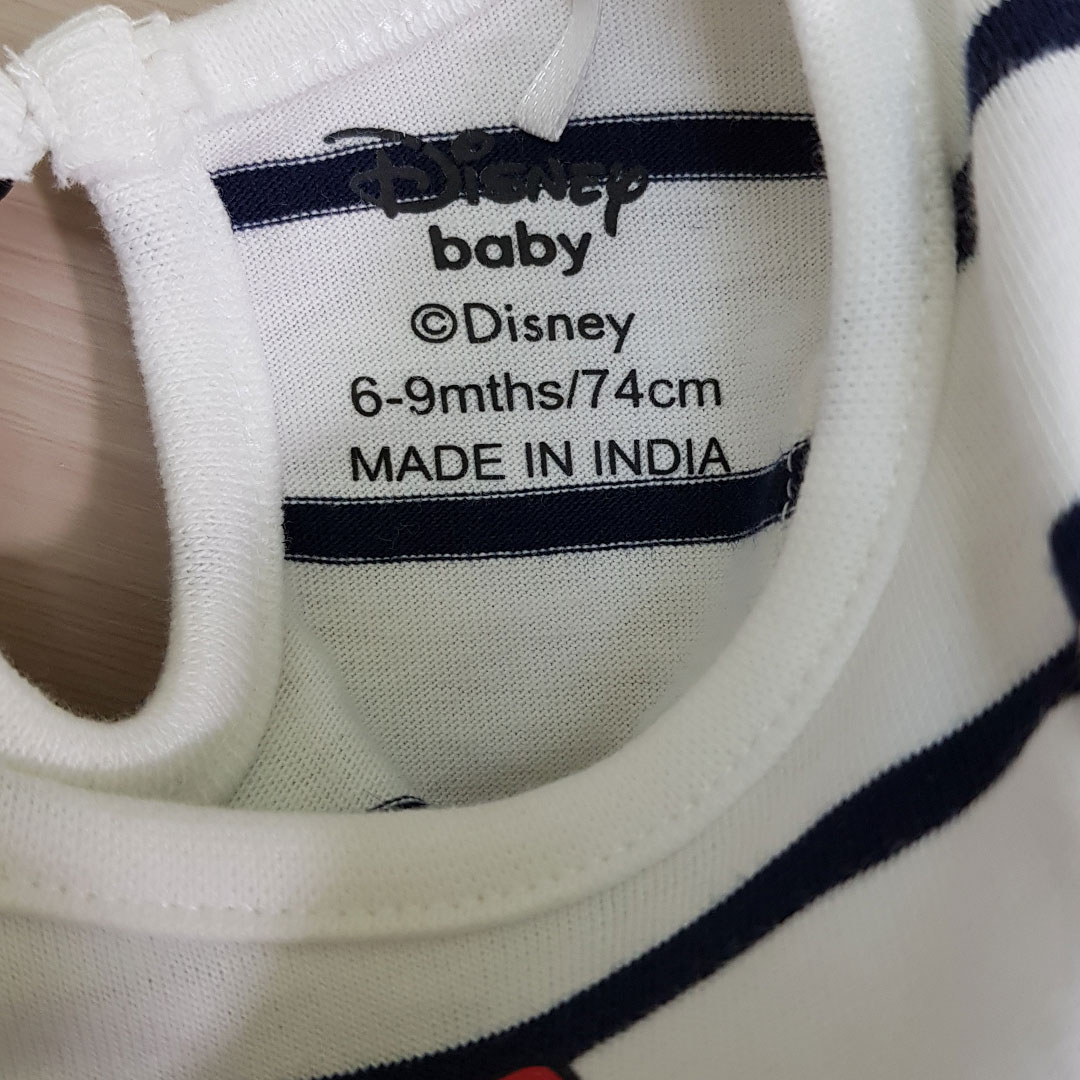 Disney
baby
©Disney
6-9mths/74cm
MADE IN INDIA